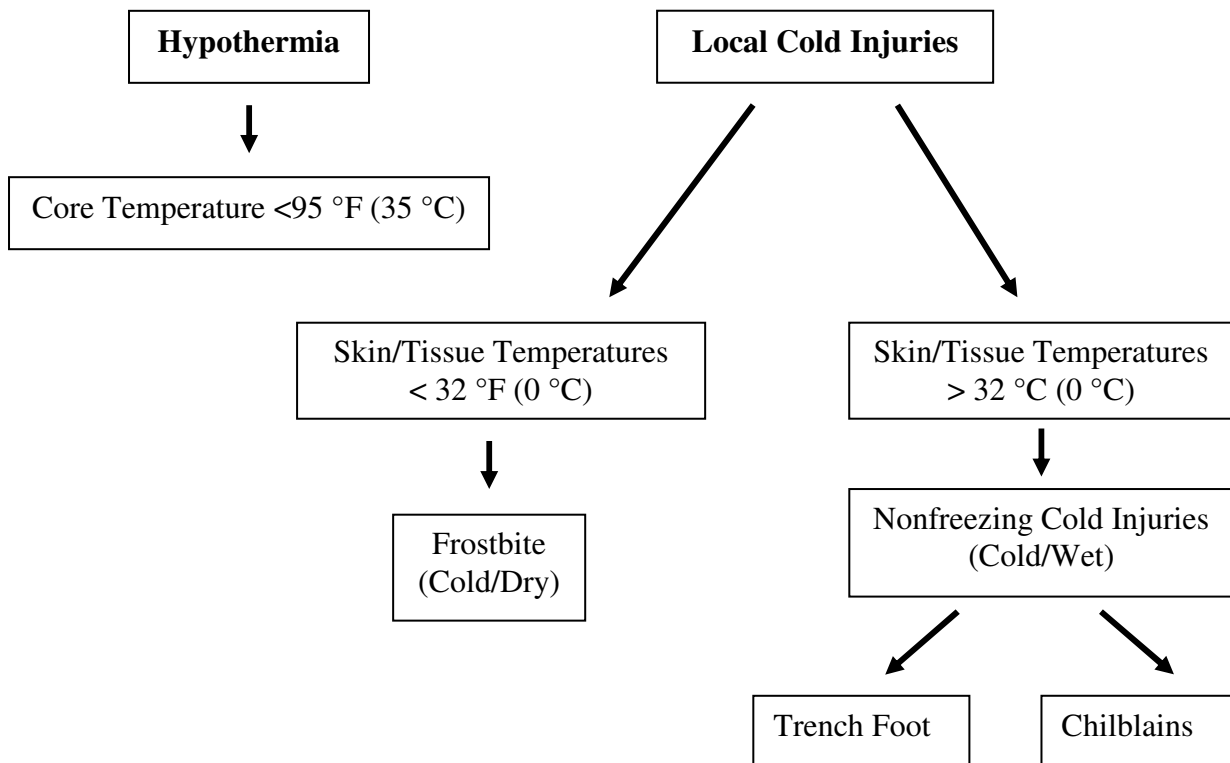 Hypothermia
Local Cold Injuries
Core Temperature <95 °F (35 °C)
Skin/Tissue Temperatures
< 32 °F (0 °C)
Skin/Tissue Temperatures
> 32 °C (0 °C)
Frostbite
(Cold/Dry)
Nonfreezing Cold Injuries
(Cold/Wet)
Trench Foot
Chilblains